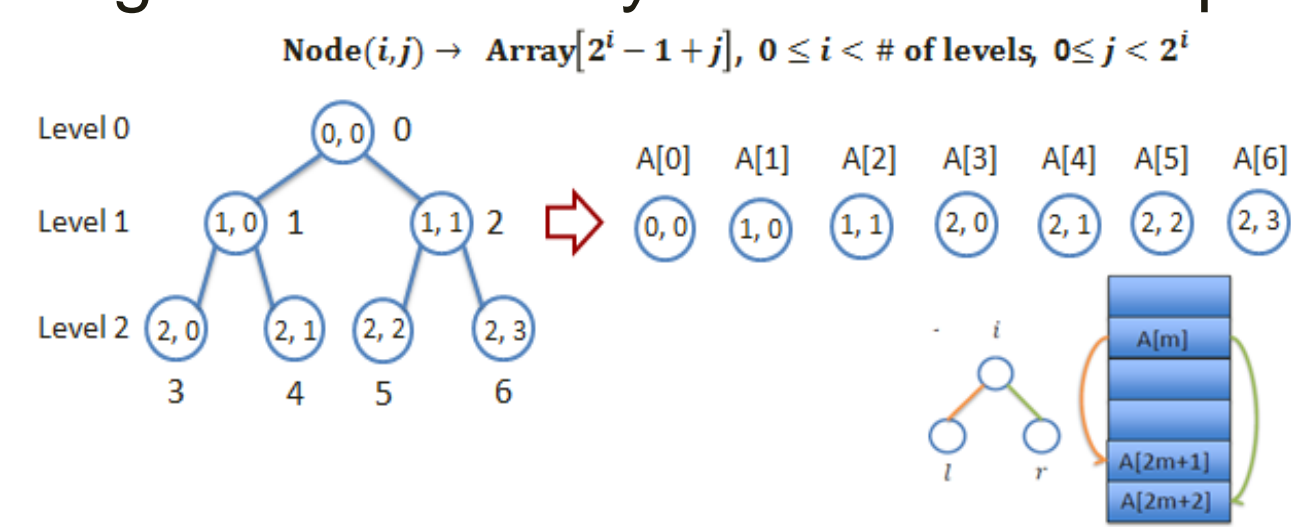 Node(i,j) → Array[2^i − 1 + j], 0 ≤ i < # of levels, 0≤ j < 2^i
Level 0
0, 0
0
Level 1
1, 0
1
1, 1
2
Level 2
2, 0
2, 1
2, 2
2, 3
3
4
5
6
A[0] A[1] A[2] A[3] A[4] A[5] A[6]
0, 0 1, 0 1, 1 2, 0 2, 1 2, 2 2, 3
i
l
r
A[m]
A[2m+1]
A[2m+2]